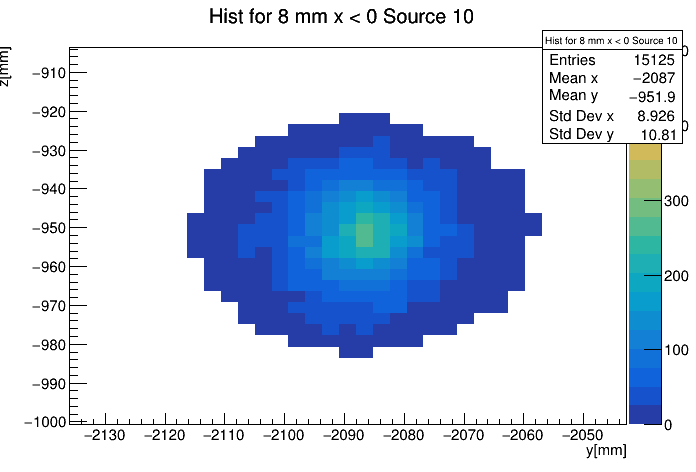 Hist for 8 mm x < 0 Source 10
Hist for 8 mm x < 0 Source 10
Entries 15125
Mean x −2087
Mean y −951.9
Std Dev x 8.926
Std Dev y 10.81
z[mm]
−910
−920
−930
−940
−950
−960
−970
−980
−990
−1000
−2130 −2120 −2110 −2100 −2090 −2080 −2070 −2060 −2050
y[mm]
300
200
100
0